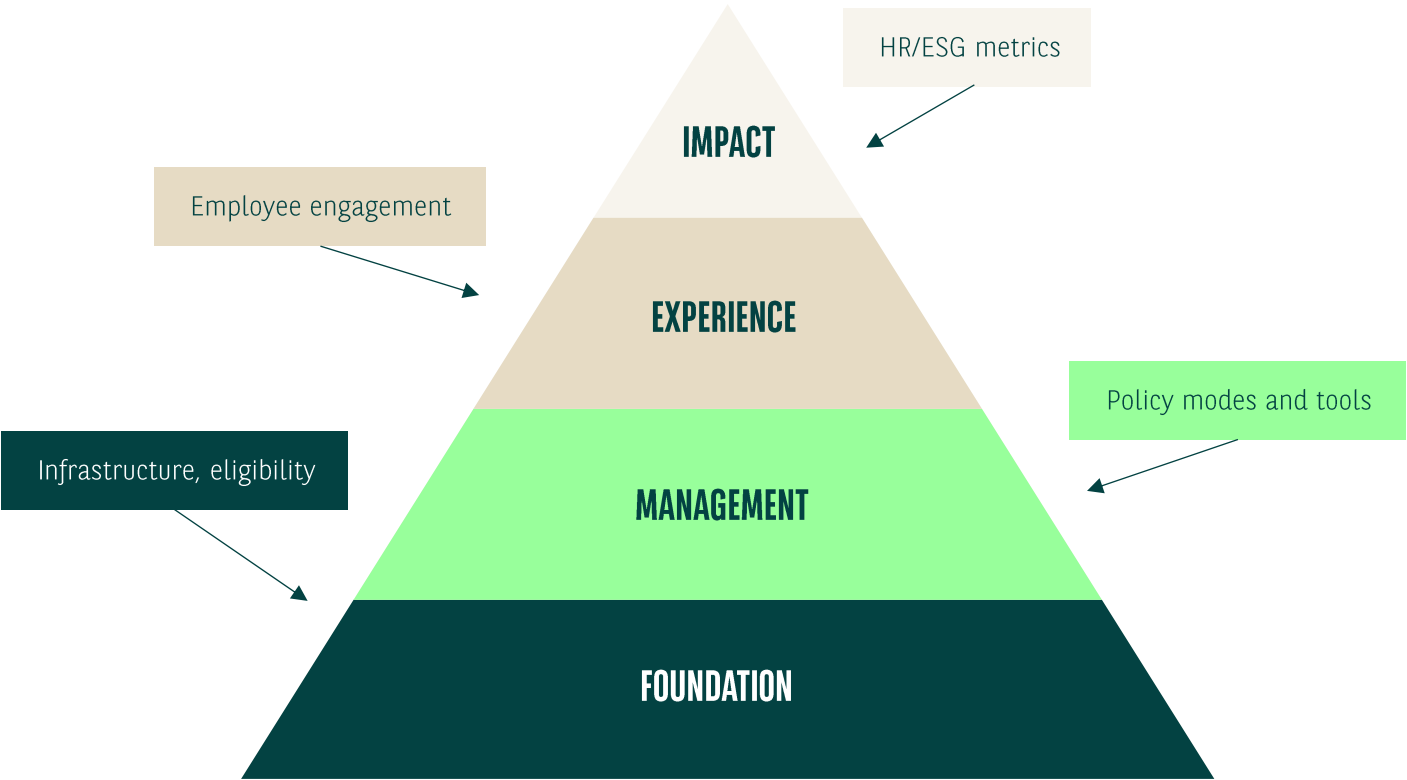 HR/ESG metrics
IMPACT
Employee engagement
EXPERIENCE
Policy modes and tools
Infrastructure, eligibility
MANAGEMENT
FOUNDATION